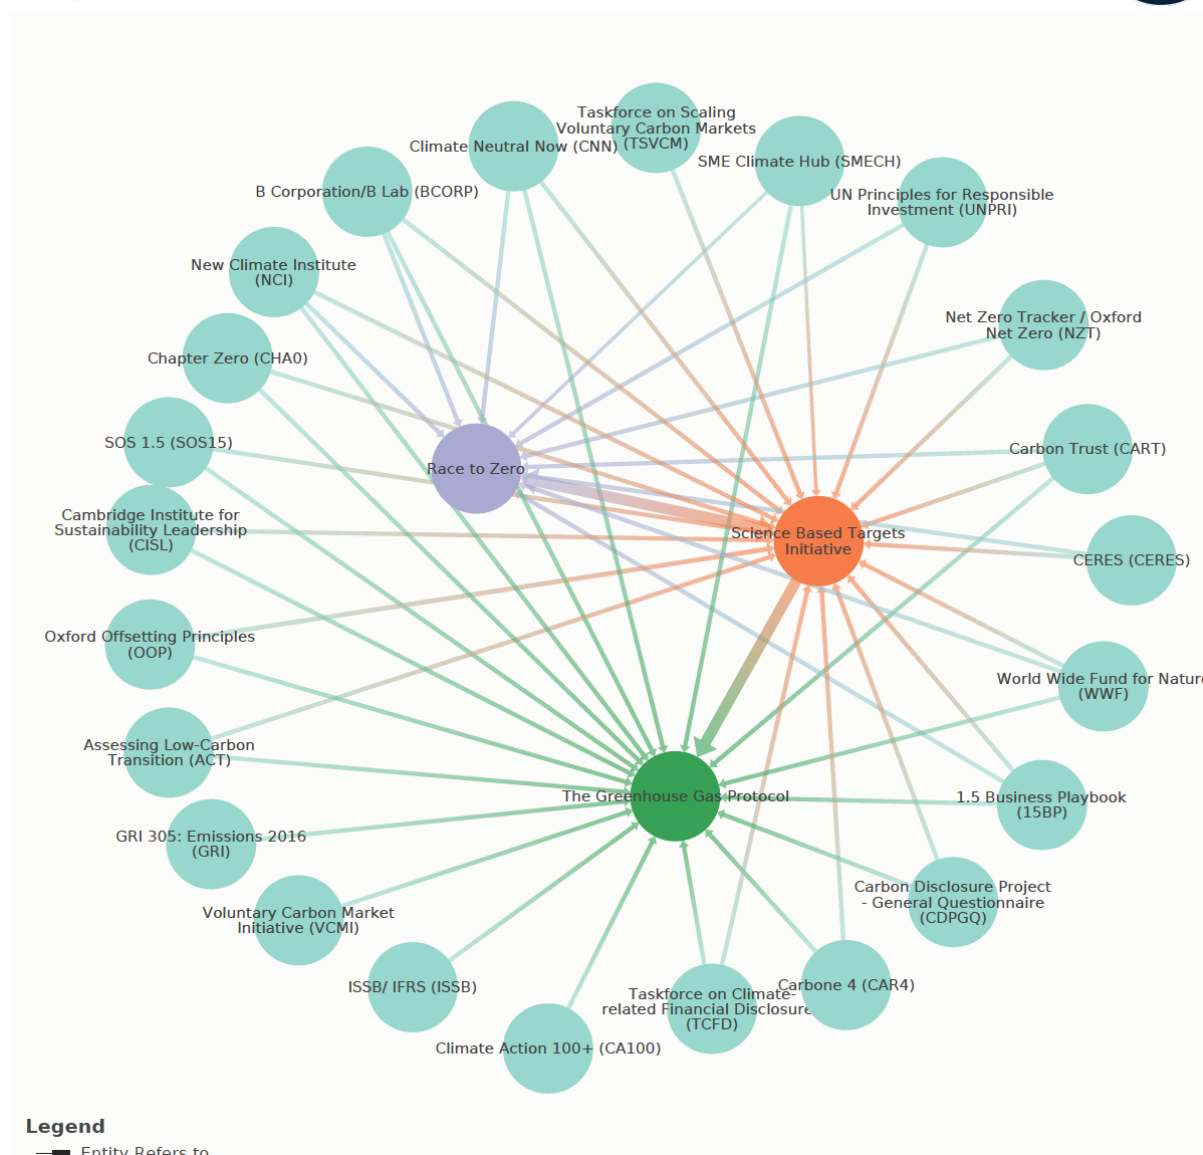 Taskforce on Scaling
Voluntary Carbon Markets
(TSVCM)
Climate Neutral Now (CNN)
SME Climate Hub (SMECH)
B Corporation/B Lab (BCORP)
UN Principles for Responsible
Investment (UNPRI)
New Climate Institute
(NCI)
Net Zero Tracker / Oxford
Net Zero (NZT)
Chapter Zero (CHA0)
SOS 1.5 (SOS15)
Carbon Trust (CART)
Race to Zero
Cambridge Institute for
Sustainability Leadership
(CISL)
Science Based Targets
Initiative
CERES (CERES)
Oxford Offsetting Principles
(OOP)
World Wide Fund for Nature
(WWF)
Assessing Low-Carbon
Transition (ACT)
The Greenhouse Gas Protocol
1.5 Business Playbook
(15BP)
GRI 305: Emissions 2016
(GRI)
Carbon Disclosure Project
- General Questionnaire
(CDPGQ)
Voluntary Carbon Market
Initiative (VCMI)
ISSB/ IFRS (ISSB)
Carbone 4 (CAR4)
Taskforce on Climate-
related Financial Disclosure
(TCFD)
Climate Action 100+ (CA100)
Legend
Entity Refers to